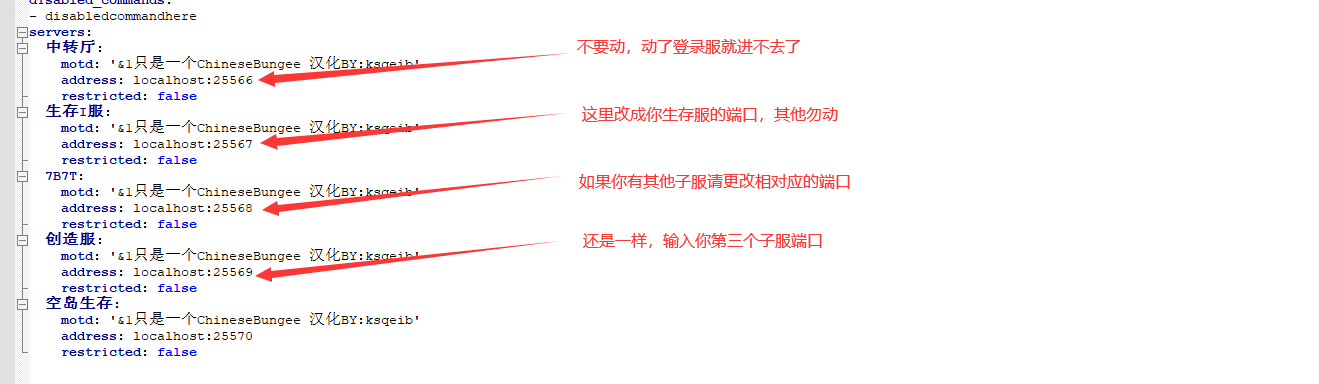 disabled_commands:
- disabledcommandhere
servers:
中转厅:
motd: '&1只是一个ChineseBungee 汉化BY:ksqeib'
address: localhost:25566
restricted: false
生存I服:
motd: '&1只是一个ChineseBungee 汉化BY:ksqeib'
address: localhost:25567
restricted: false
7B7T:
motd: '&1只是一个ChineseBungee 汉化BY:ksqeib'
address: localhost:25568
restricted: false
创造服:
motd: '&1只是一个ChineseBungee 汉化BY:ksqeib'
address: localhost:25569
restricted: false
空岛生存:
motd: '&1只是一个ChineseBungee 汉化BY:ksqeib'
address: localhost:25570
restricted: false
不要动，动了登录服就进不去了
这里改成你生存服的端口，其他勿动
如果你有其他子服请更改相对应的端口
还是一样，输入你第三个子服端口